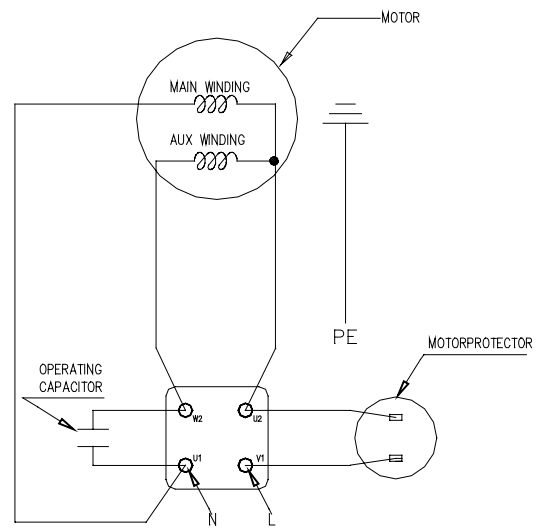 MOTOR
MAIN WINDING
AUX WINDING
PE
MOTORPROTECTOR
OPERATING
CAPACITOR
W2
U2
U1
V1
N
L